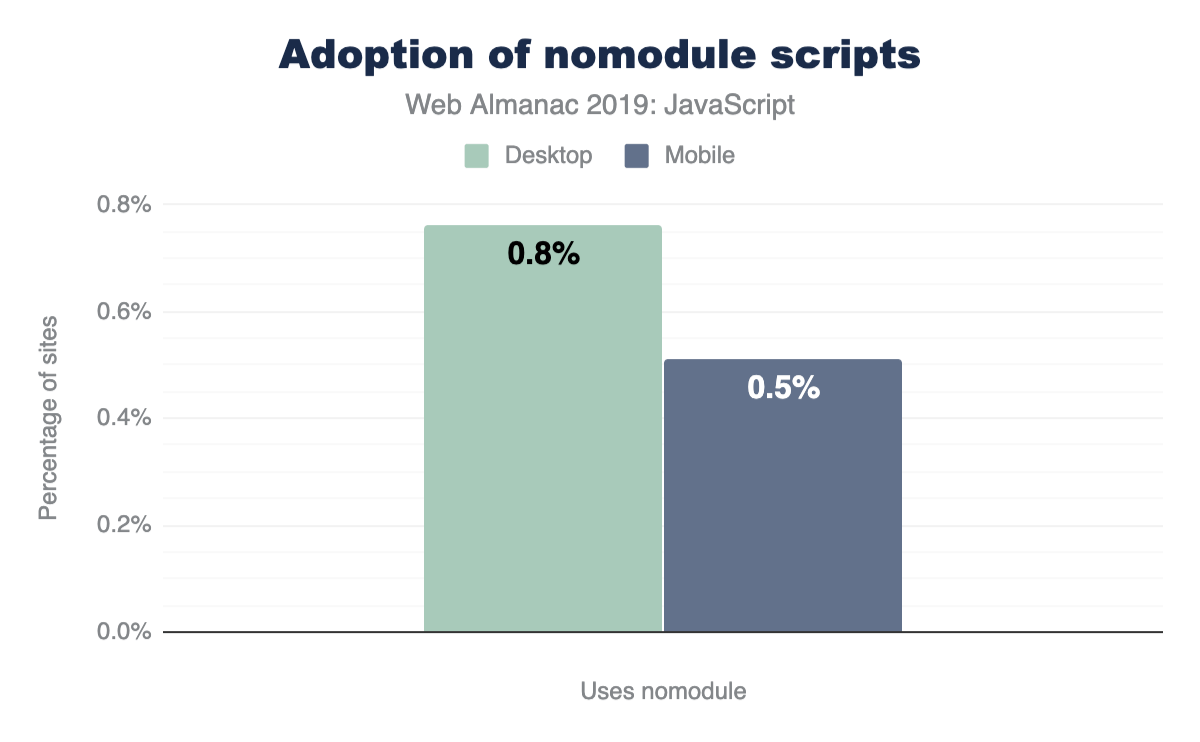 Adoption of nomodule scripts
Web Almanac 2019: JavaScript
Desktop Mobile
0.8%
0.6%
0.4%
0.2%
0.0%
Percentage of sites
0.8%
0.5%
Uses nomodule